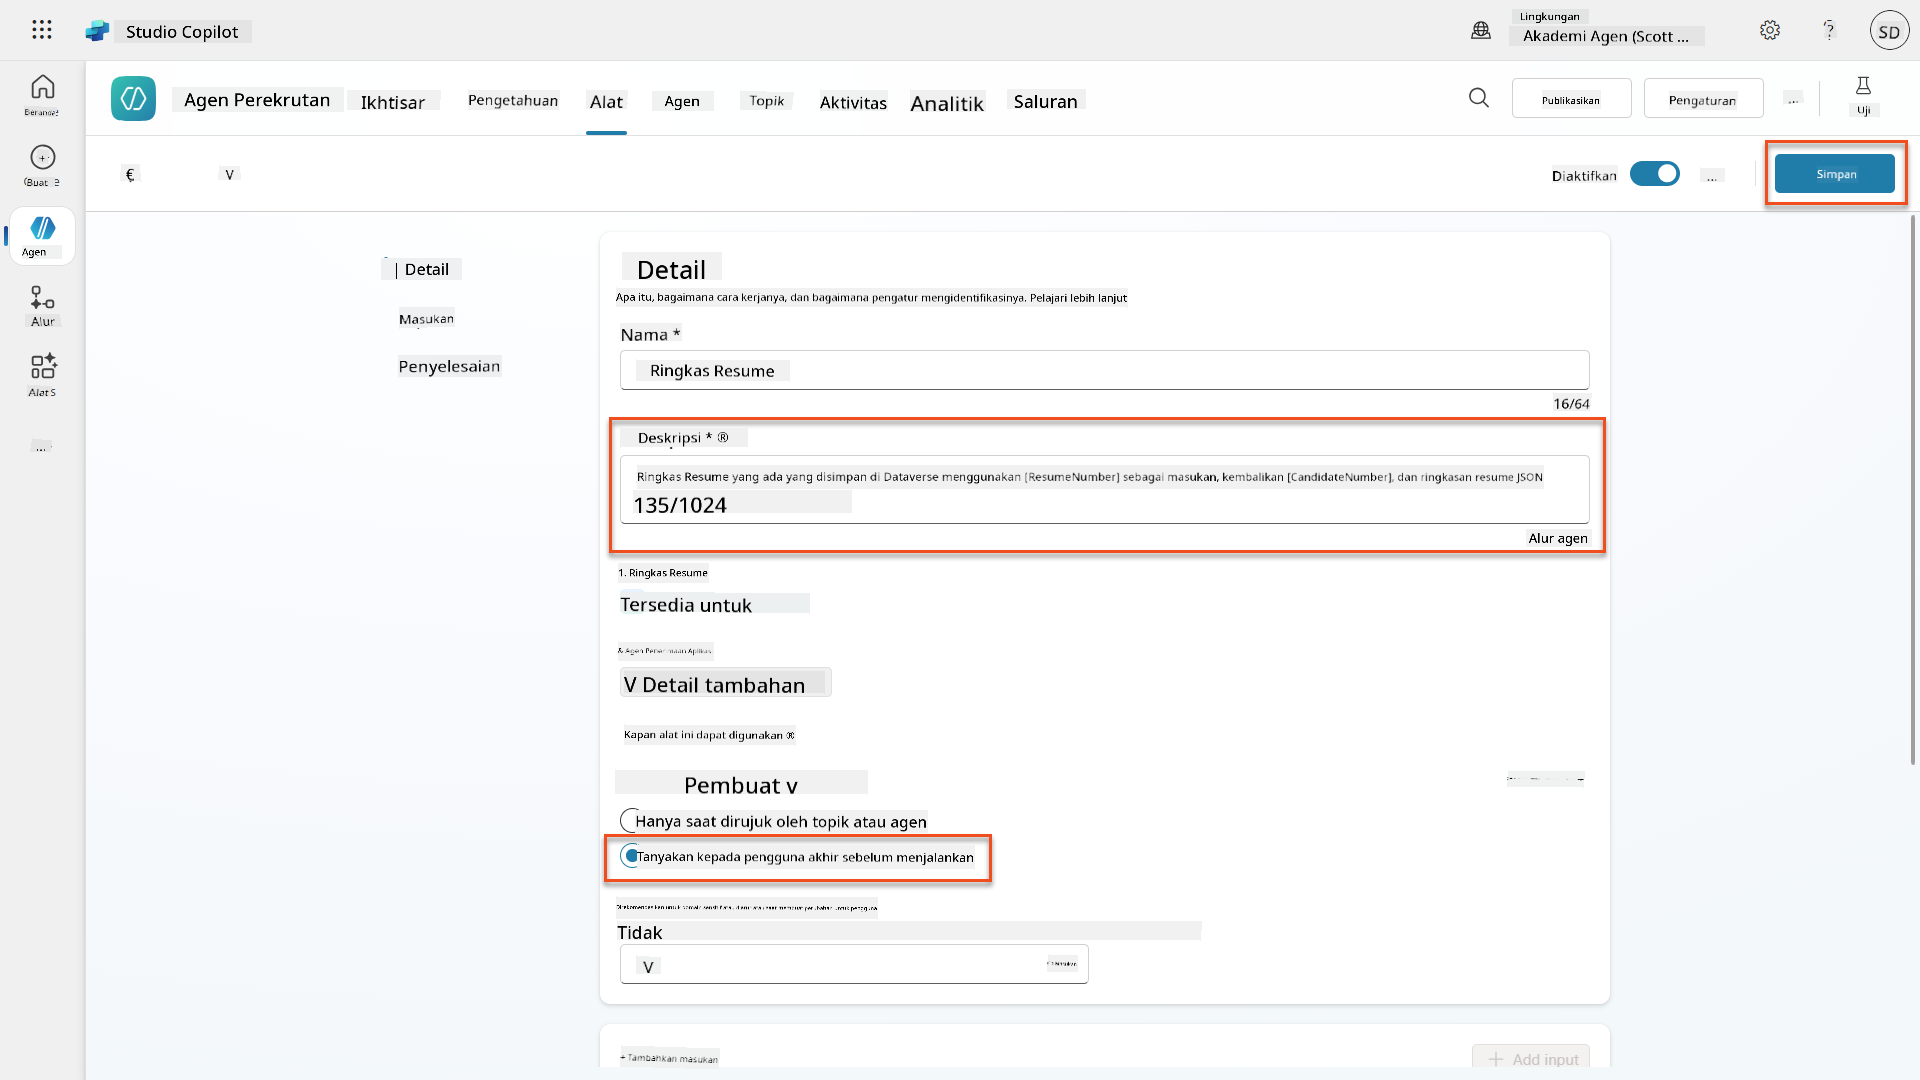 Studio Copilot
Lingkungan
Akademi Agen (Scott ...
?
SD
Agen Perekrutan
Ikhtisar
Pengetahuan
Alat
Agen
Topik
Aktivitas
Analitik
Saluran
Publikasikan
Pengaturan
...
Uji
Buat
Agen
Alur
Alat S
...
€
V
Diaktifkan
...
Simpan
| Detail
Masukan
Penyelesaian
Detail
Apa itu, bagaimana cara kerjanya, dan bagaimana pengatur mengidentifikasinya. Pelajari lebih lanjut
Nama *
Ringkas Resume
16/64
Deskripsi * ®
Ringkas Resume yang ada yang disimpan di Dataverse menggunakan [ResumeNumber] sebagai masukan, kembalikan [CandidateNumber], dan ringkasan resume JSON
135/1024
Alur agen
1. Ringkas Resume
Tersedia untuk
& Agen Penerimaan Aplikasi
V Detail tambahan
Kapan alat ini dapat digunakan ®
Pembuat v
Hanya saat dirujuk oleh topik atau agen
Tanyakan kepada pengguna akhir sebelum menjalankan
Tidak
V
+ Tambahkan masukan
+ Add input